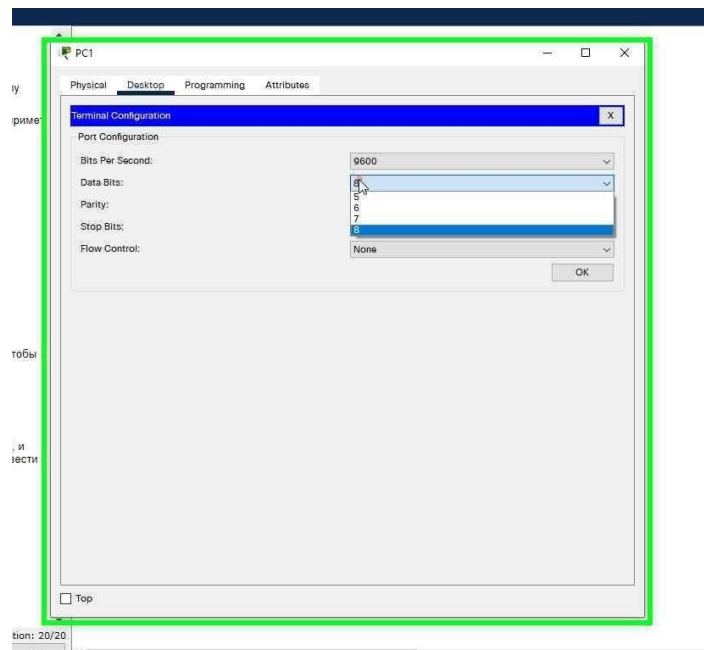 PC1
Physical Desktop Programming Attributes
Terminal Configuration X
Port Configuration
Bits Per Second: 9600
Data Bits: 8
5
6
Parity:
7
Stop Bits: 8
Flow Control: None
OK
тобы
, и
вести
Top
tion: 20/20